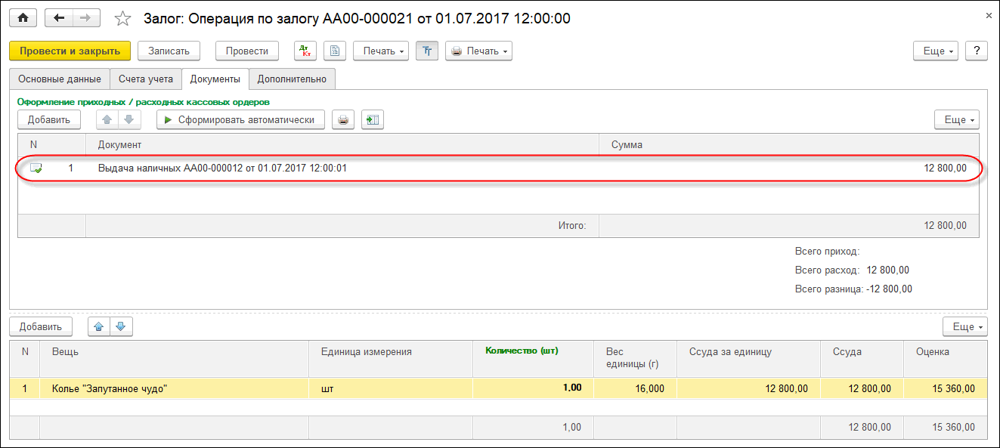 Залог: Операция по залогу АА00-000021 от 01.07.2017 12:00:00
Провести и закрыть Записать Провести Дт Кт Печать Тт Печать Еще ?
Основные данные Счета учета Документы Дополнительно
Оформление приходных / расходных кассовых ордеров
Добавить Сформировать автоматически Еще
N Документ Сумма
1 Выдача наличных АА00-000012 от 01.07.2017 12:00:01 12 800,00
Итого: 12 800,00
Всего приход:
Всего расход: 12 800,00
Всего разница: -12 800,00
Добавить Еще
N Вещь Единица измерения Количество (шт) Вес единицы (г) Ссуда за единицу Ссуда Оценка
1 Колье "Запутанное чудо" шт 1.00 16,000 12 800,00 12 800,00 15 360,00
1,00 12 800,00 15 360,00